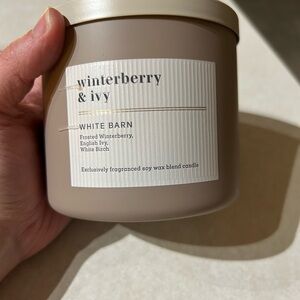 winterberry
& ivy
WHITE BARN
Frosted Winterberry,
English Ivy,
White Birch
Exclusively fragranced soy wax blend candle